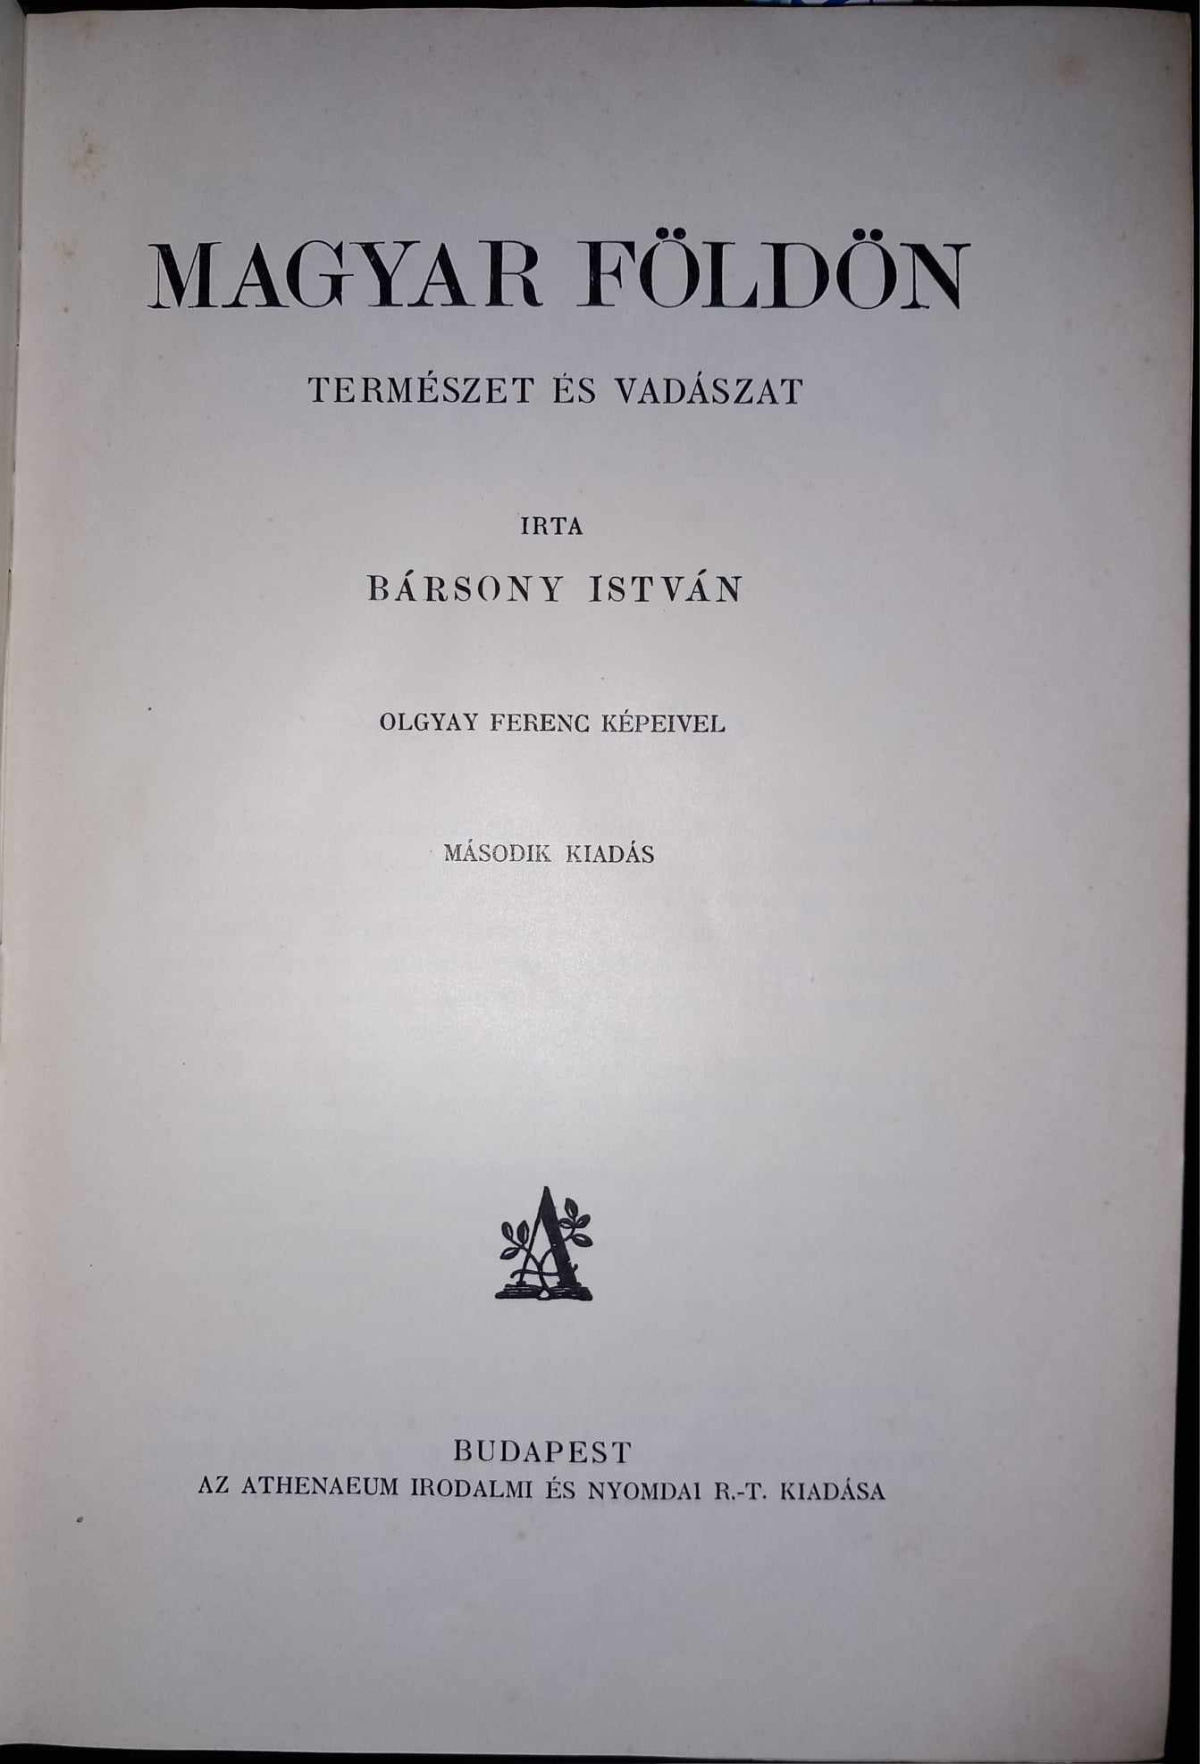 MAGYAR FÖLDÖN
TERMÉSZET ÉS VADÁSZAT
IRTA
BÁRSONY ISTVÁN
OLGYAY FERENC KÉPEIVEL
MÁSODIK KIADÁS
A
BUDAPEST
AZ ATHENAEUM IRODALMI ÉS NYOMDAI R.-T. KIADÁSA